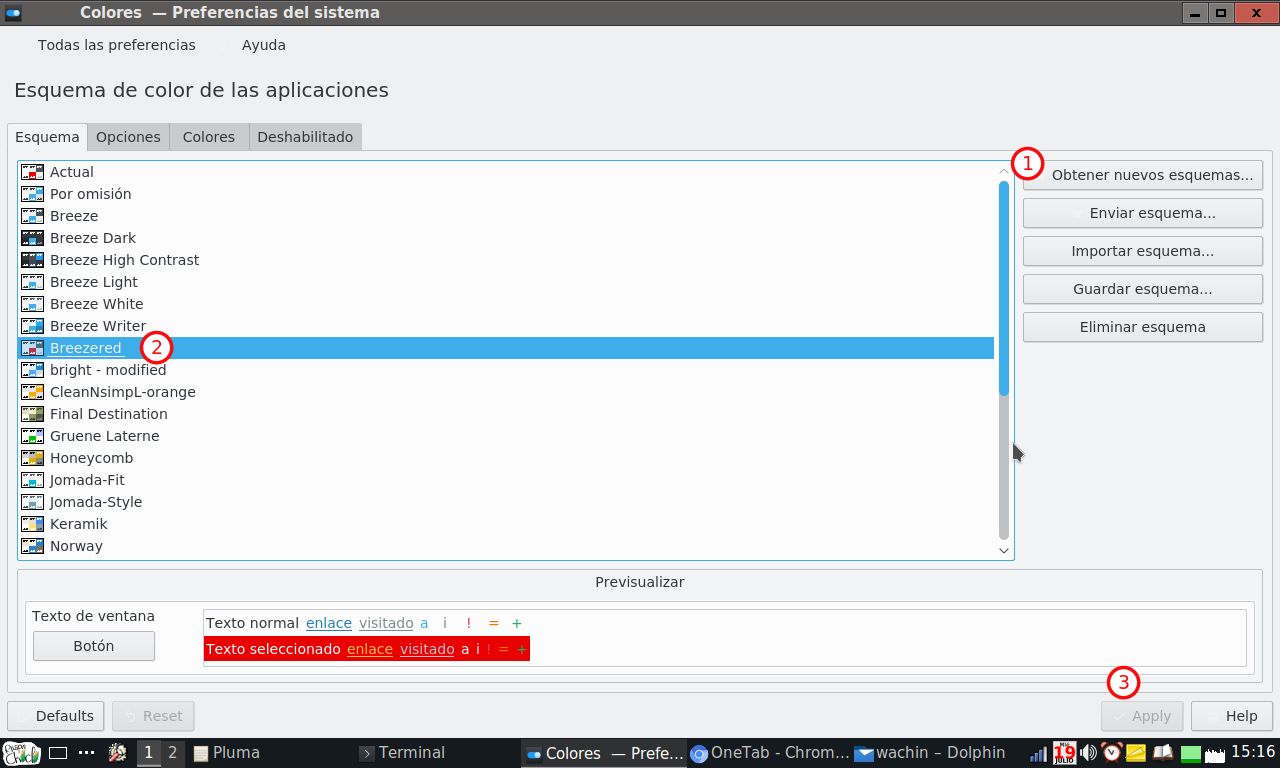 Colores — Preferencias del sistema
Todas las preferencias Ayuda
Esquema de color de las aplicaciones
Esquema Opciones Colores Deshabilitado
Actual
Por omisión
Breeze
Breeze Dark
Breeze High Contrast
Breeze Light
Breeze White
Breeze Writer
Breezered 2
bright - modified
CleanNsimpL-orange
Final Destination
Gruene Laterne
Honeycomb
Jomada-Fit
Jomada-Style
Keramik
Norway
1
Obtener nuevos esquemas...
Enviar esquema...
Importar esquema...
Guardar esquema...
Eliminar esquema
Previsualizar
Texto de ventana
Botón
Texto normal enlace visitado a i ! = +
Texto seleccionado enlace visitado a i ! = +
3
Defaults Reset Apply Help
1 2 Pluma Terminal Colores — Prefe... OneTab - Chrom... wachin – Dolphin 19 JULIO 15:16